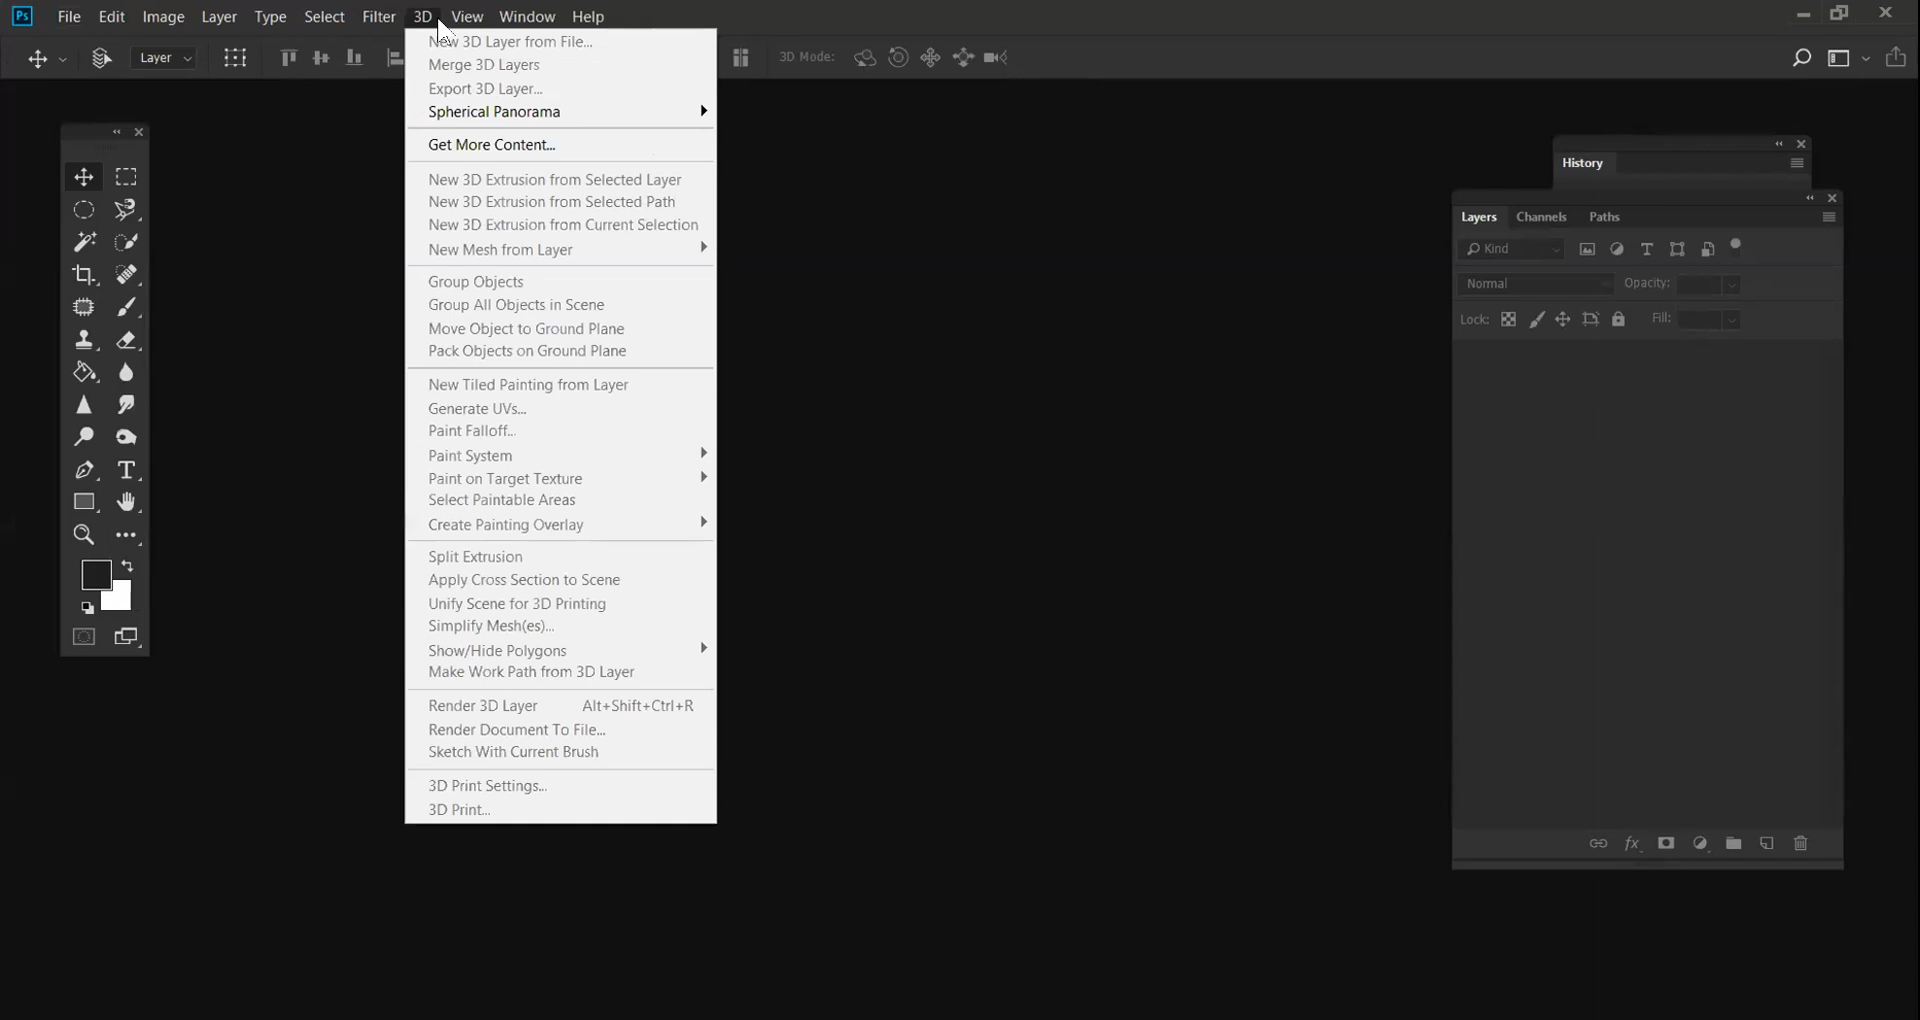 Ps File Edit Image Layer Type Select Filter 3D View Window Help
Layer 3D Mode:
New 3D Layer from File...
Merge 3D Layers
Export 3D Layer...
Spherical Panorama
Get More Content...
New 3D Extrusion from Selected Layer
New 3D Extrusion from Selected Path
New 3D Extrusion from Current Selection
New Mesh from Layer
Group Objects
Group All Objects in Scene
Move Object to Ground Plane
Pack Objects on Ground Plane
New Tiled Painting from Layer
Generate UVs...
Paint Falloff...
Paint System
Paint on Target Texture
Select Paintable Areas
Create Painting Overlay
Split Extrusion
Apply Cross Section to Scene
Unify Scene for 3D Printing
Simplify Mesh(es)...
Show/Hide Polygons
Make Work Path from 3D Layer
Render 3D Layer Alt+Shift+Ctrl+R
Render Document To File...
Sketch With Current Brush
3D Print Settings...
3D Print...
History
Layers Channels Paths
Kind
Normal Opacity:
Lock: Fill:
fx